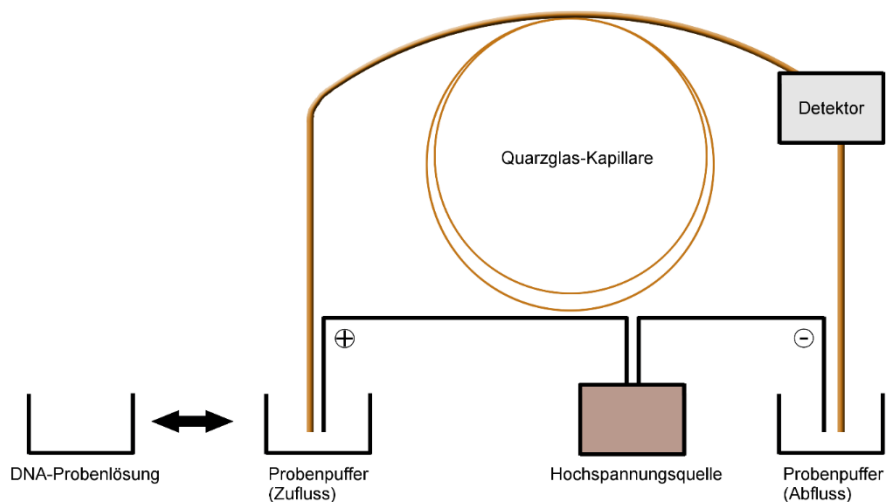 Detektor
Quarzglas-Kapillare
+
-
DNA-Probenlösung
Probenpuffer
(Zufluss)
Hochspannungsquelle
Probenpuffer
(Abfluss)